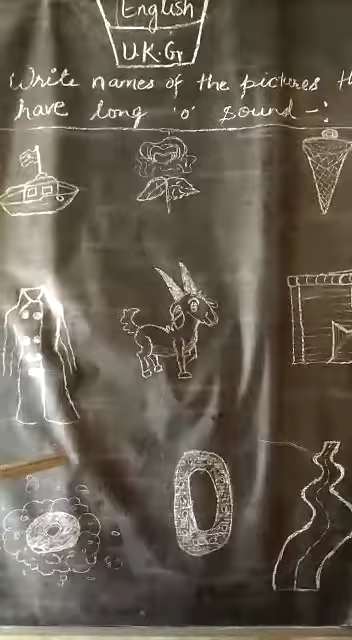 English
U.K.G
Write names of the pictures th
have long 'o' sound -: